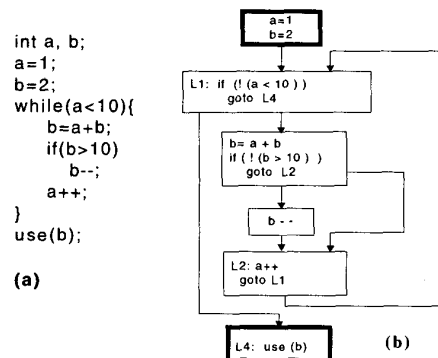 int a, b;
a=1;
b=2;
while(a<10){
b=a+b;
if(b>10)
b--;
a++;
}
use(b);
(a)
a=1
b=2
L1: if (! (a < 10 ))
goto L4
b= a + b
if ( ! (b > 10 ) )
goto L2
b - -
L2: a++
goto L1
L4: use (b)
(b)